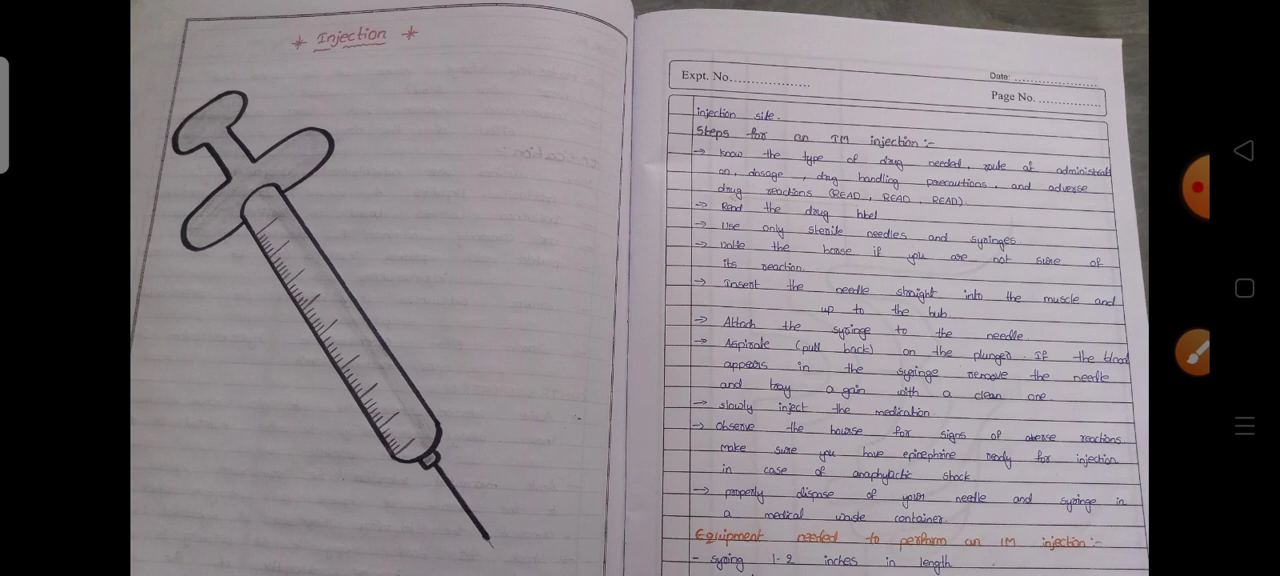 * Injection *
Expt. No....................
Date: ........................
Page No. ................
injection site.
Steps for an IM injection :-
→ know the type of drug needed, route of administrati
on, dosage, drug handling precautions, and adverse
drug reactions (READ, READ, READ)
→ Read the drug lebel
→ Use only sterile needles and syringes.
→ the horse if you are not sure of
its reaction.
→ Insert the needle straight into the muscle and
up to the hub
→ Attach the syringe to the needle.
→ Aspirate (pull back) on the plunger. If the blood
appears in the syringe remove the needle
and tray a gain with a clean one.
→ slowly inject the medication
→ observe the hourse for signs of aberse reactions
make sure you have epinephrine ready for injection
in case of anaphylactic shock
→ properly dispose of your needle and syringe in
a medical waste container.
Equipment needed to perform an IM injection :-
- syring 1-2 inches in length